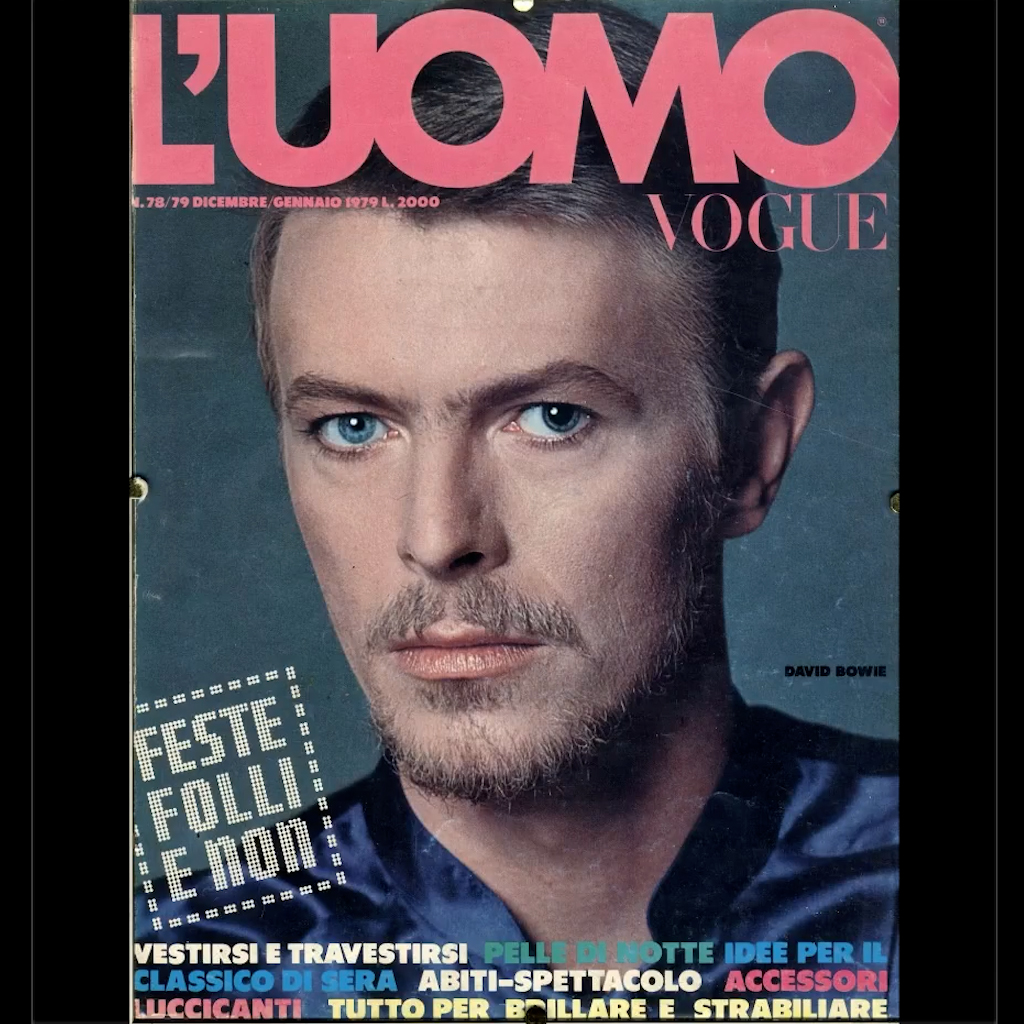 L'UOMO
VOGUE
N. 78/79 DICEMBRE/GENNAIO 1979 L. 2000
DAVID BOWIE
FESTE
FOLLI
E NON
VESTIRSI E TRAVESTIRSI PELLE DI NOTTE IDEE PER IL
CLASSICO DI SERA ABITI-SPETTACOLO ACCESSORI
LUCCICANTI TUTTO PER BRILLARE E STRABILIARE